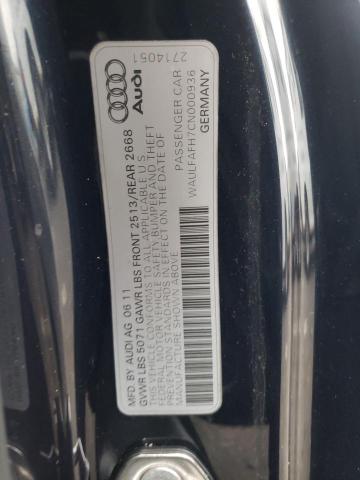 2714051
Audi
MFD. BY AUDI AG 06 11
GVWR LBS 5071 GAWR LBS FRONT 2513/REAR 2668
THIS VEHICLE CONFORMS TO ALL APPLICABLE U S
FEDERAL MOTOR VEHICLE SAFETY BUMPER AND THEFT
PREVENTION STANDARDS IN EFFECT ON THE DATE OF
MANUFACTURE SHOWN ABOVE
PASSENGER CAR
WAULFAFH7CN000936
GERMANY